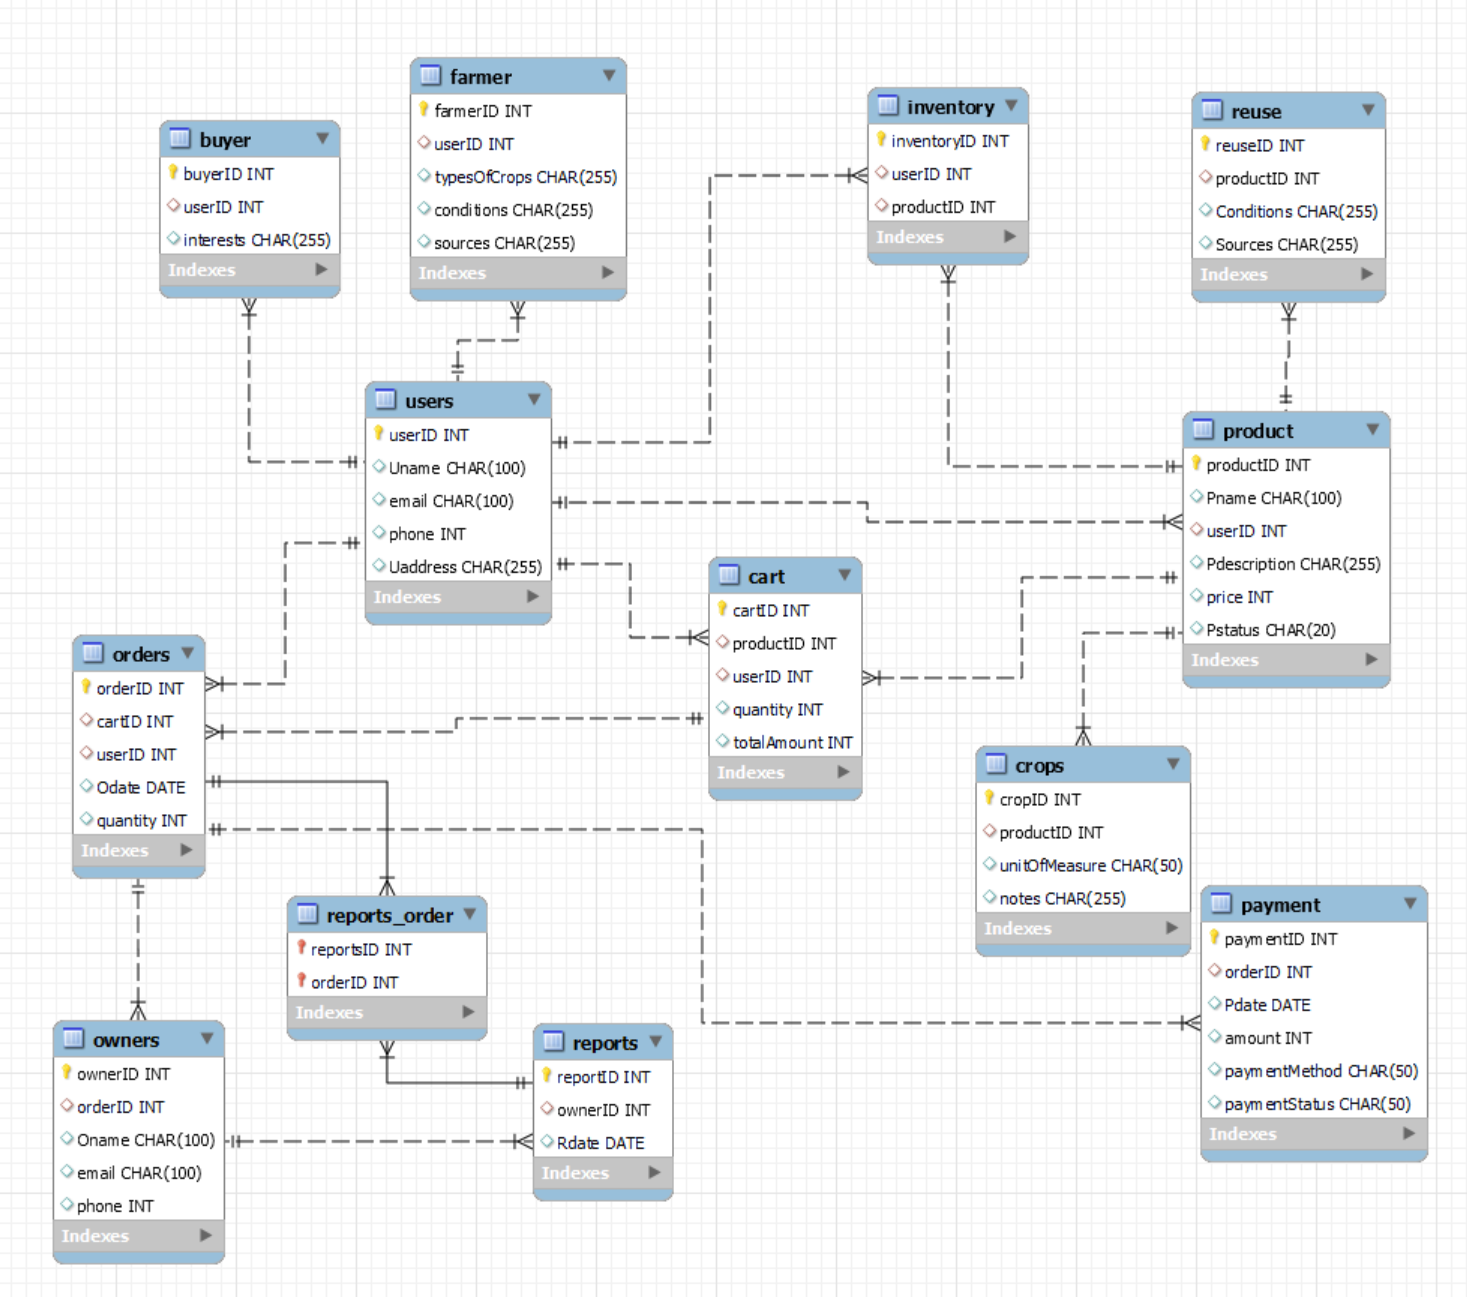 farmer
farmerID INT
userID INT
typesOfCrops CHAR(255)
conditions CHAR(255)
sources CHAR(255)
Indexes
inventory
inventoryID INT
userID INT
productID INT
Indexes
reuse
reuseID INT
productID INT
Conditions CHAR(255)
Sources CHAR(255)
Indexes
buyer
buyerID INT
userID INT
interests CHAR(255)
Indexes
users
userID INT
Uname CHAR(100)
email CHAR(100)
phone INT
Uaddress CHAR(255)
Indexes
product
productID INT
Pname CHAR(100)
userID INT
Pdescription CHAR(255)
price INT
Pstatus CHAR(20)
Indexes
cart
cartID INT
productID INT
userID INT
quantity INT
totalAmount INT
Indexes
orders
orderID INT
cartID INT
userID INT
Odate DATE
quantity INT
Indexes
crops
cropID INT
productID INT
unitOfMeasure CHAR(50)
notes CHAR(255)
Indexes
reports_order
reportsID INT
orderID INT
Indexes
payment
paymentID INT
orderID INT
Pdate DATE
amount INT
paymentMethod CHAR(50)
paymentStatus CHAR(50)
Indexes
owners
ownerID INT
orderID INT
Oname CHAR(100)
email CHAR(100)
phone INT
Indexes
reports
reportID INT
ownerID INT
Rdate DATE
Indexes